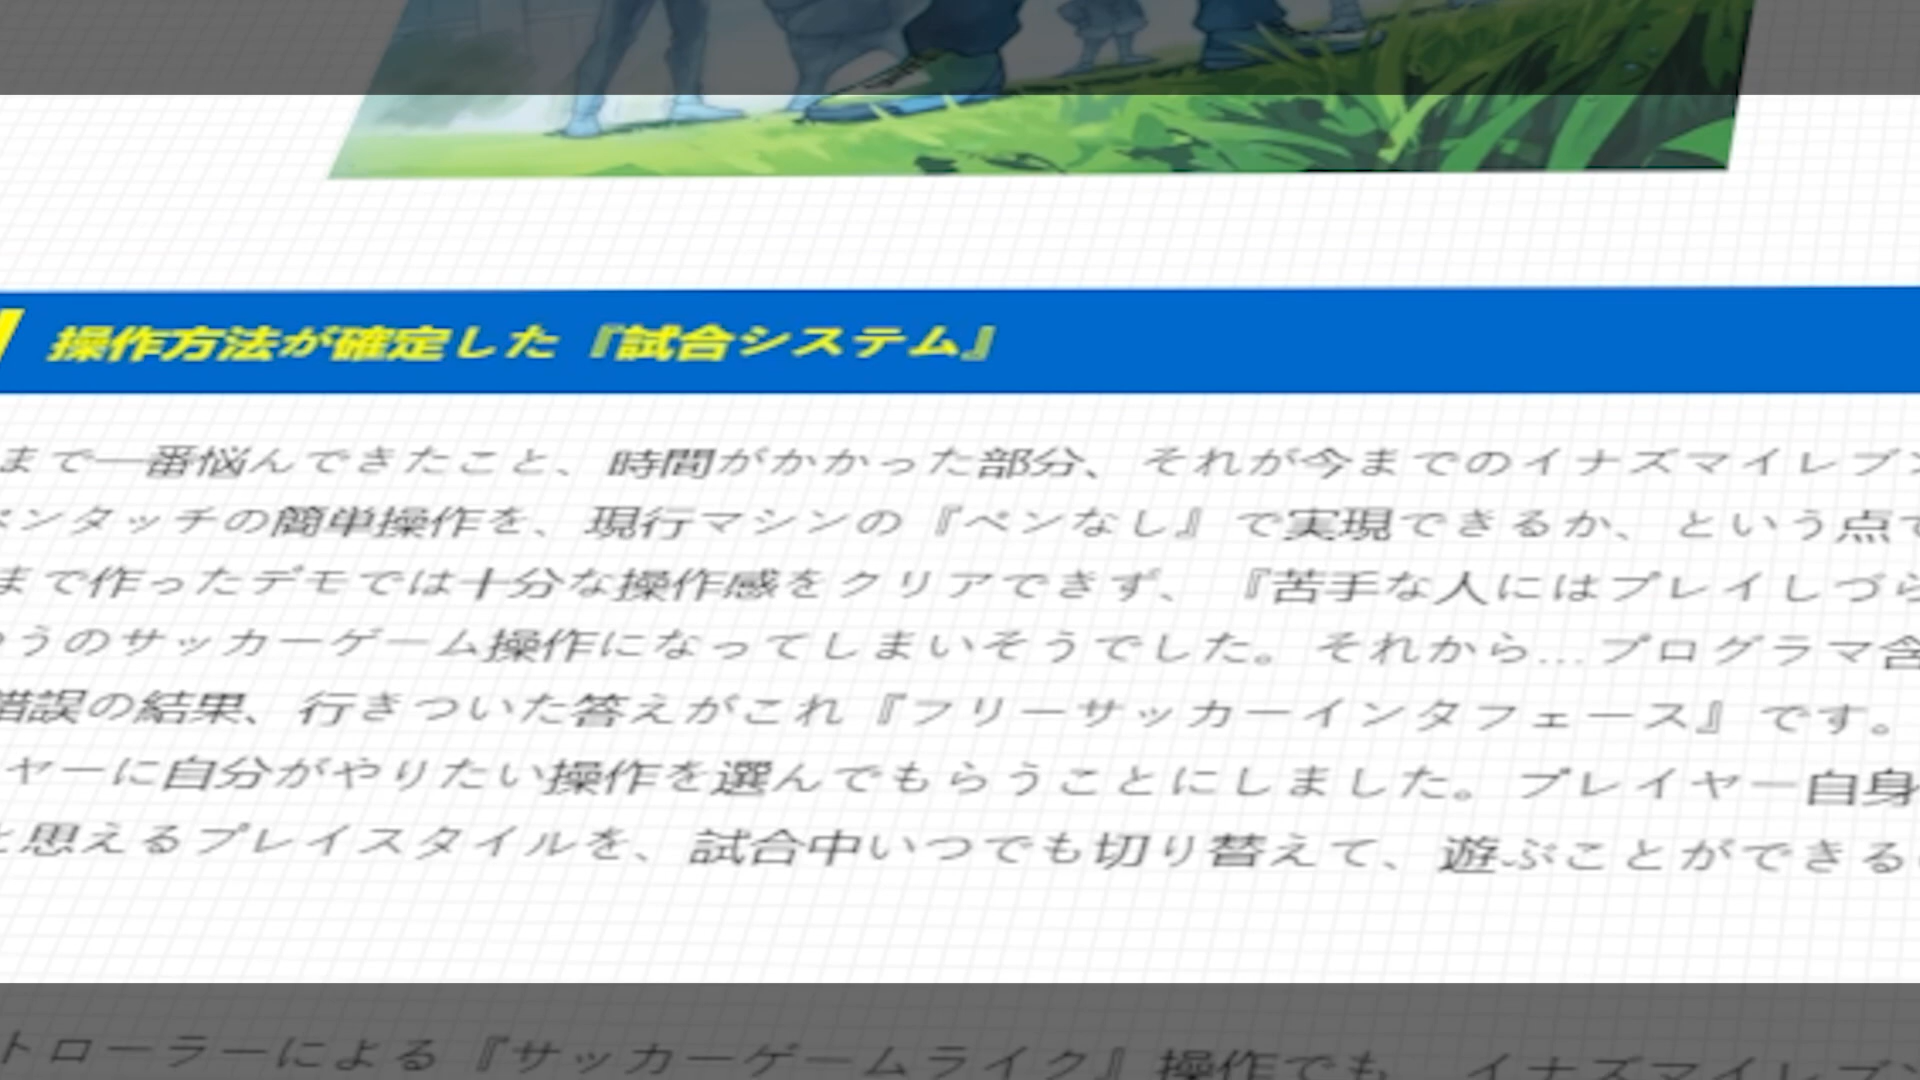 操作方法が確定した『試合システム』
まで一番悩んできたこと、時間がかかった部分、それが今までのイナズマイレブン
ペンタッチの簡単操作を、現行マシンの『ペンなし』で実現できるか、という点で
まで作ったデモでは十分な操作感をクリアできず、『苦手な人にはプレイしづら
うのサッカーゲーム操作になってしまいそうでした。それから…プログラマ含
錯誤の結果、行きついた答えがこれ『フリーサッカーインタフェース』です。
ヤーに自分がやりたい操作を選んでもらうことにしました。プレイヤー自身
と思えるプレイスタイルを、試合中いつでも切り替えて、遊ぶことができる
トローラーによる『サッカーゲームライク』操作でも、イナズマイレブン